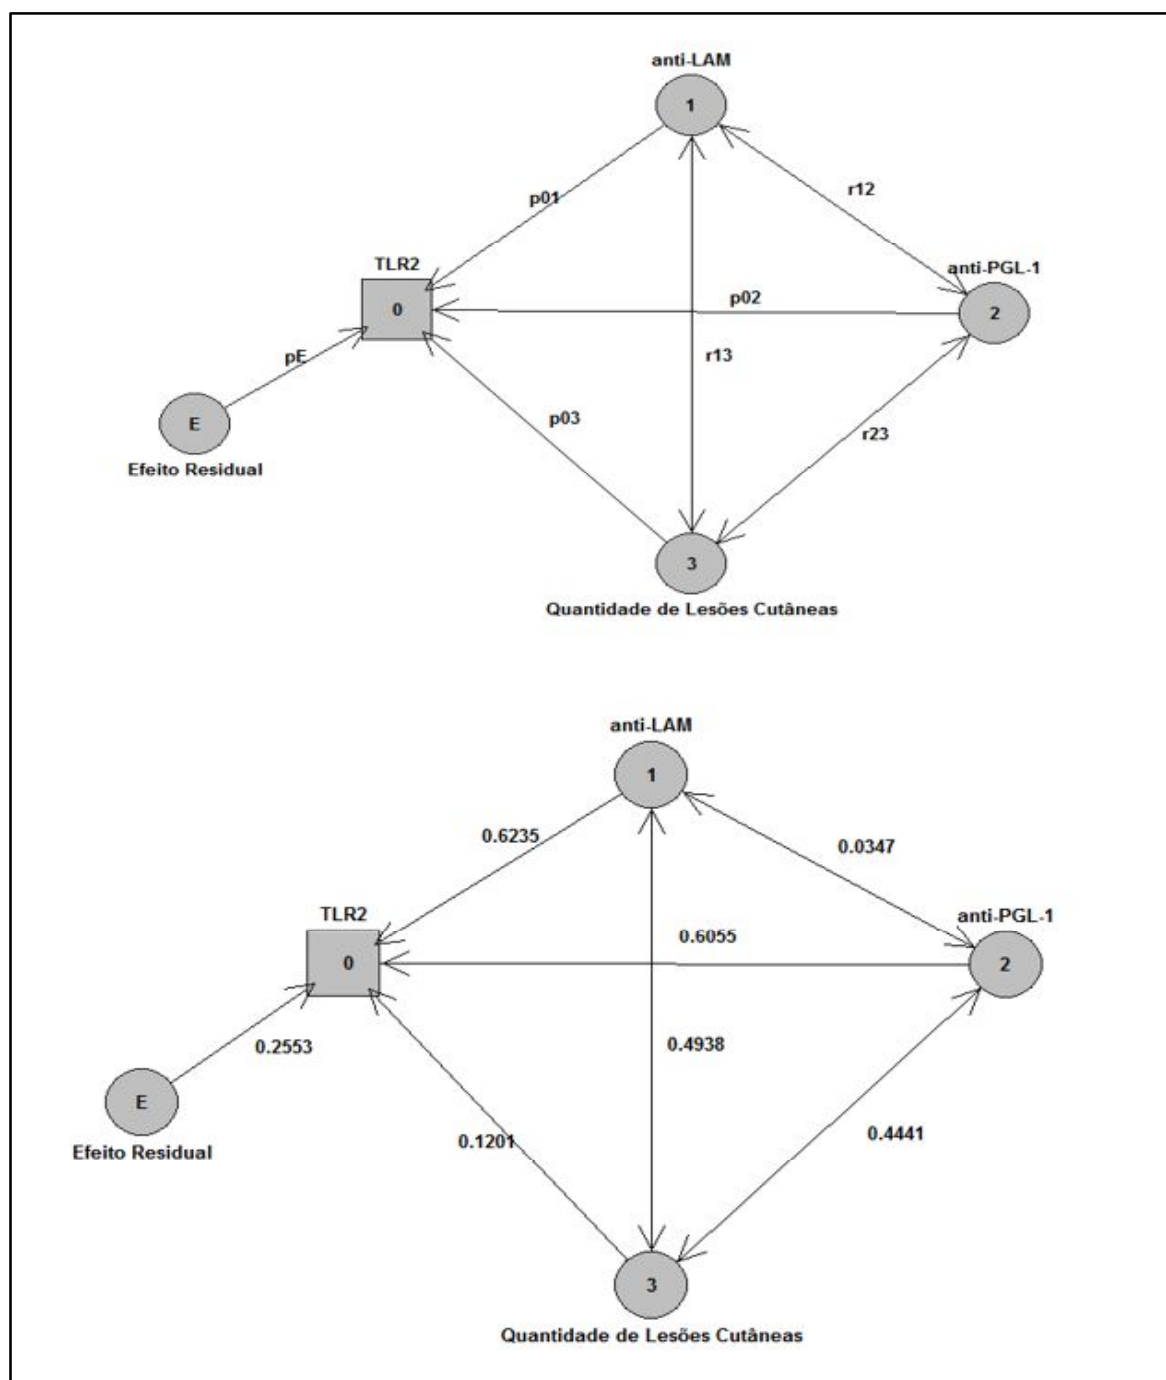 anti-LAM
1
p01
r12
TLR2
anti-PGL-1
0
p02
2
pE
r13
E
p03
r23
Efeito Residual
3
Quantidade de Lesões Cutâneas
anti-LAM
1
0.6235
0.0347
TLR2
anti-PGL-1
0
0.6055
2
0.2553
0.4938
E
0.1201
0.4441
Efeito Residual
3
Quantidade de Lesões Cutâneas